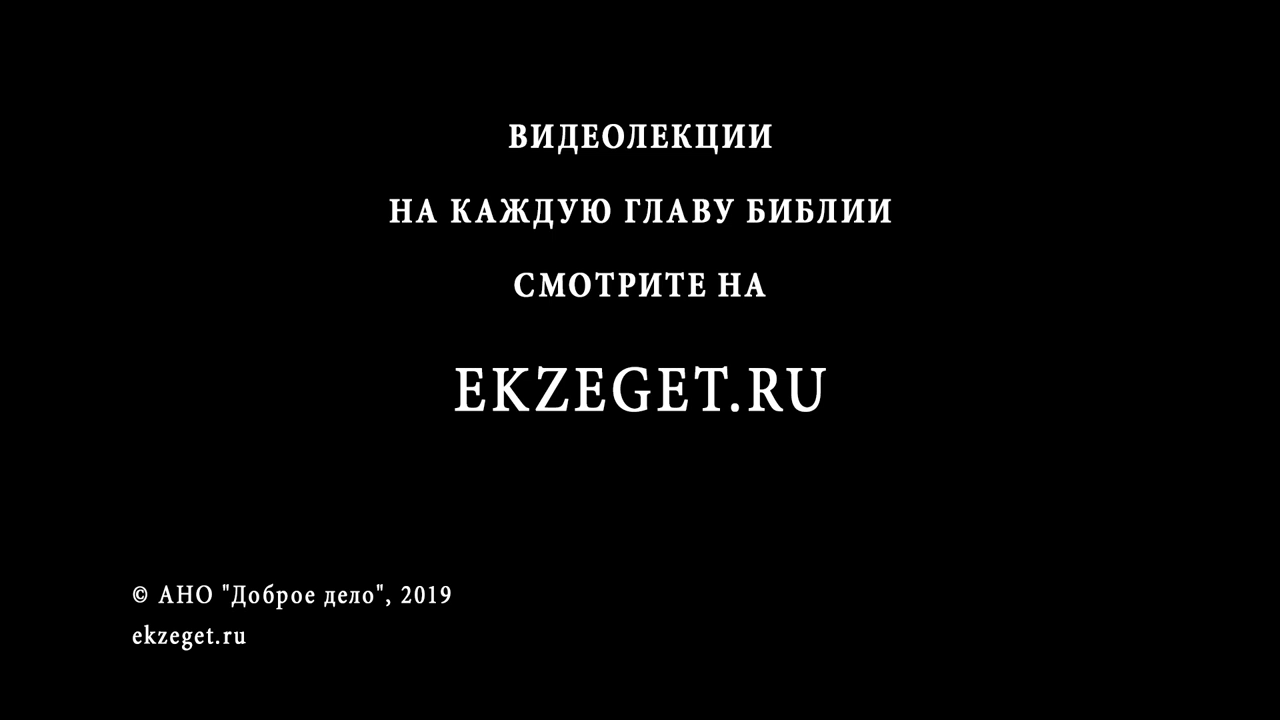 ВИДЕОЛЕКЦИИ
НА КАЖДУЮ ГЛАВУ БИБЛИИ
СМОТРИТЕ НА
EKZEGET.RU
© АНО "Доброе дело", 2019
ekzeget.ru